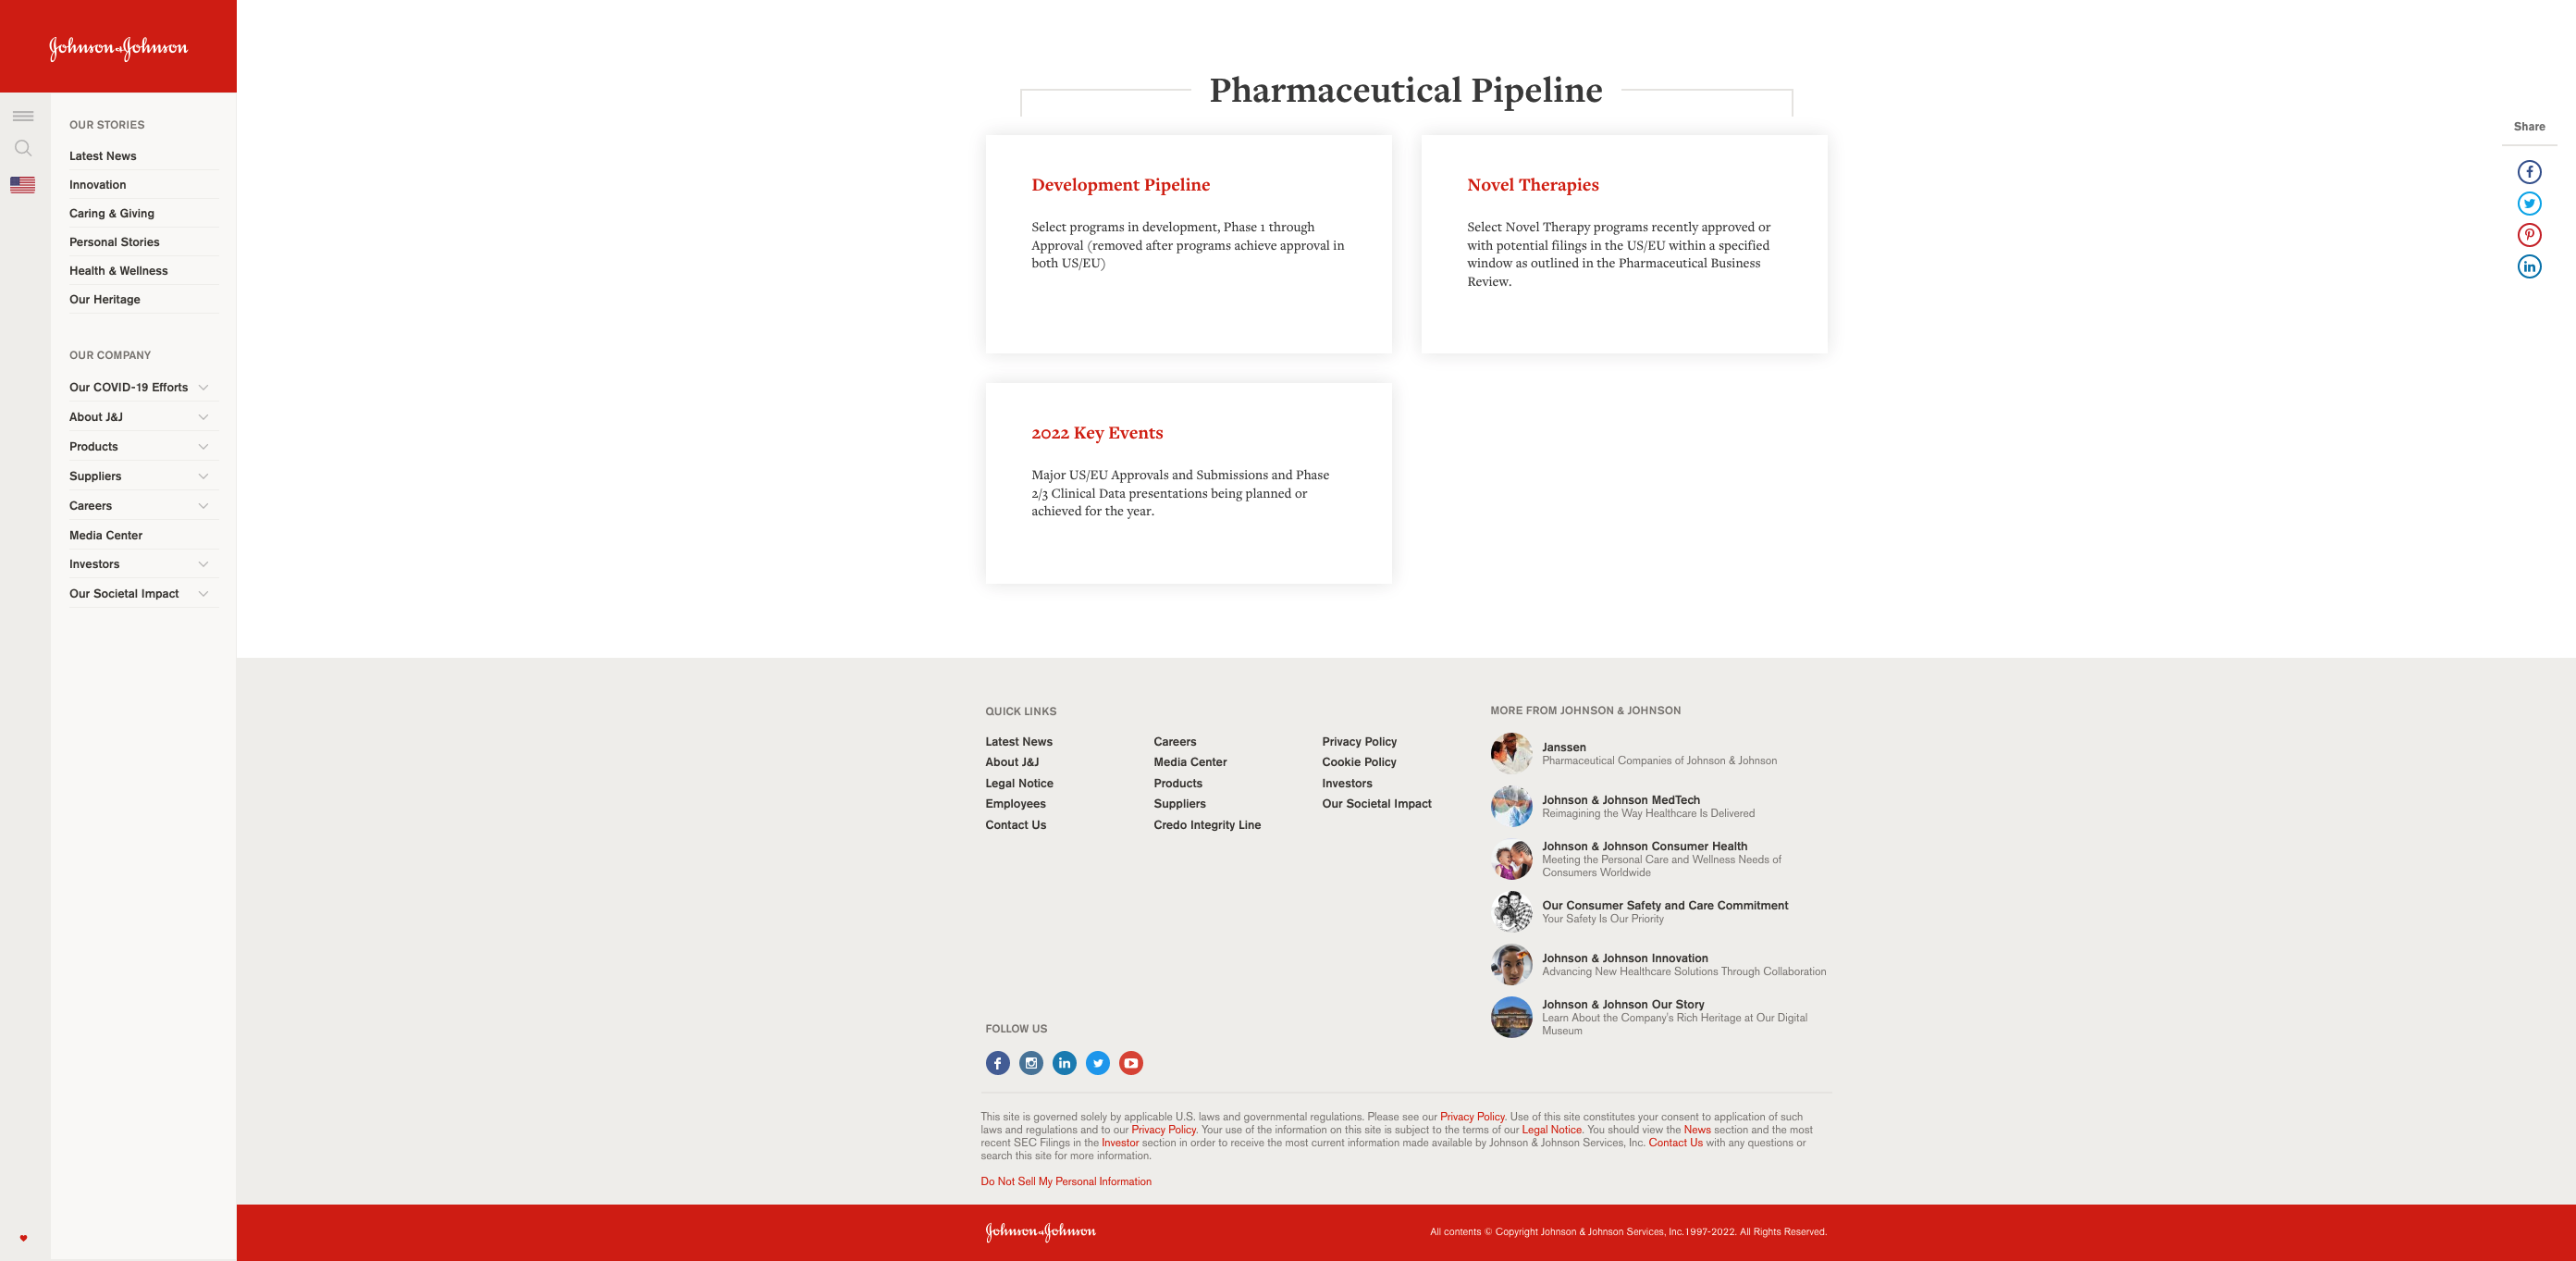 Johnson&Johnson
OUR STORIES
Latest News
Innovation
Caring & Giving
Personal Stories
Health & Wellness
Our Heritage
OUR COMPANY
Our COVID-19 Efforts
About J&J
Products
Suppliers
Careers
Media Center
Investors
Our Societal Impact
Pharmaceutical Pipeline
Development Pipeline
Select programs in development, Phase 1 through
Approval (removed after programs achieve approval in
both US/EU)
Novel Therapies
Select Novel Therapy programs recently approved or
with potential filings in the US/EU within a specified
window as outlined in the Pharmaceutical Business
Review.
2022 Key Events
Major US/EU Approvals and Submissions and Phase
2/3 Clinical Data presentations being planned or
achieved for the year.
Share
QUICK LINKS
Latest News
About J&J
Legal Notice
Employees
Contact Us
Careers
Media Center
Products
Suppliers
Credo Integrity Line
Privacy Policy
Cookie Policy
Investors
Our Societal Impact
MORE FROM JOHNSON & JOHNSON
Janssen
Pharmaceutical Companies of Johnson & Johnson
Johnson & Johnson MedTech
Reimagining the Way Healthcare Is Delivered
Johnson & Johnson Consumer Health
Meeting the Personal Care and Wellness Needs of
Consumers Worldwide
Our Consumer Safety and Care Commitment
Your Safety Is Our Priority
Johnson & Johnson Innovation
Advancing New Healthcare Solutions Through Collaboration
Johnson & Johnson Our Story
Learn About the Company's Rich Heritage at Our Digital
Museum
FOLLOW US
This site is governed solely by applicable U.S. laws and governmental regulations. Please see our Privacy Policy. Use of this site constitutes your consent to application of such
laws and regulations and to our Privacy Policy. Your use of the information on this site is subject to the terms of our Legal Notice. You should view the News section and the most
recent SEC Filings in the Investor section in order to receive the most current information made available by Johnson & Johnson Services, Inc. Contact Us with any questions or
search this site for more information.
Do Not Sell My Personal Information
Johnson&Johnson
All contents © Copyright Johnson & Johnson Services, Inc.1997-2022. All Rights Reserved.